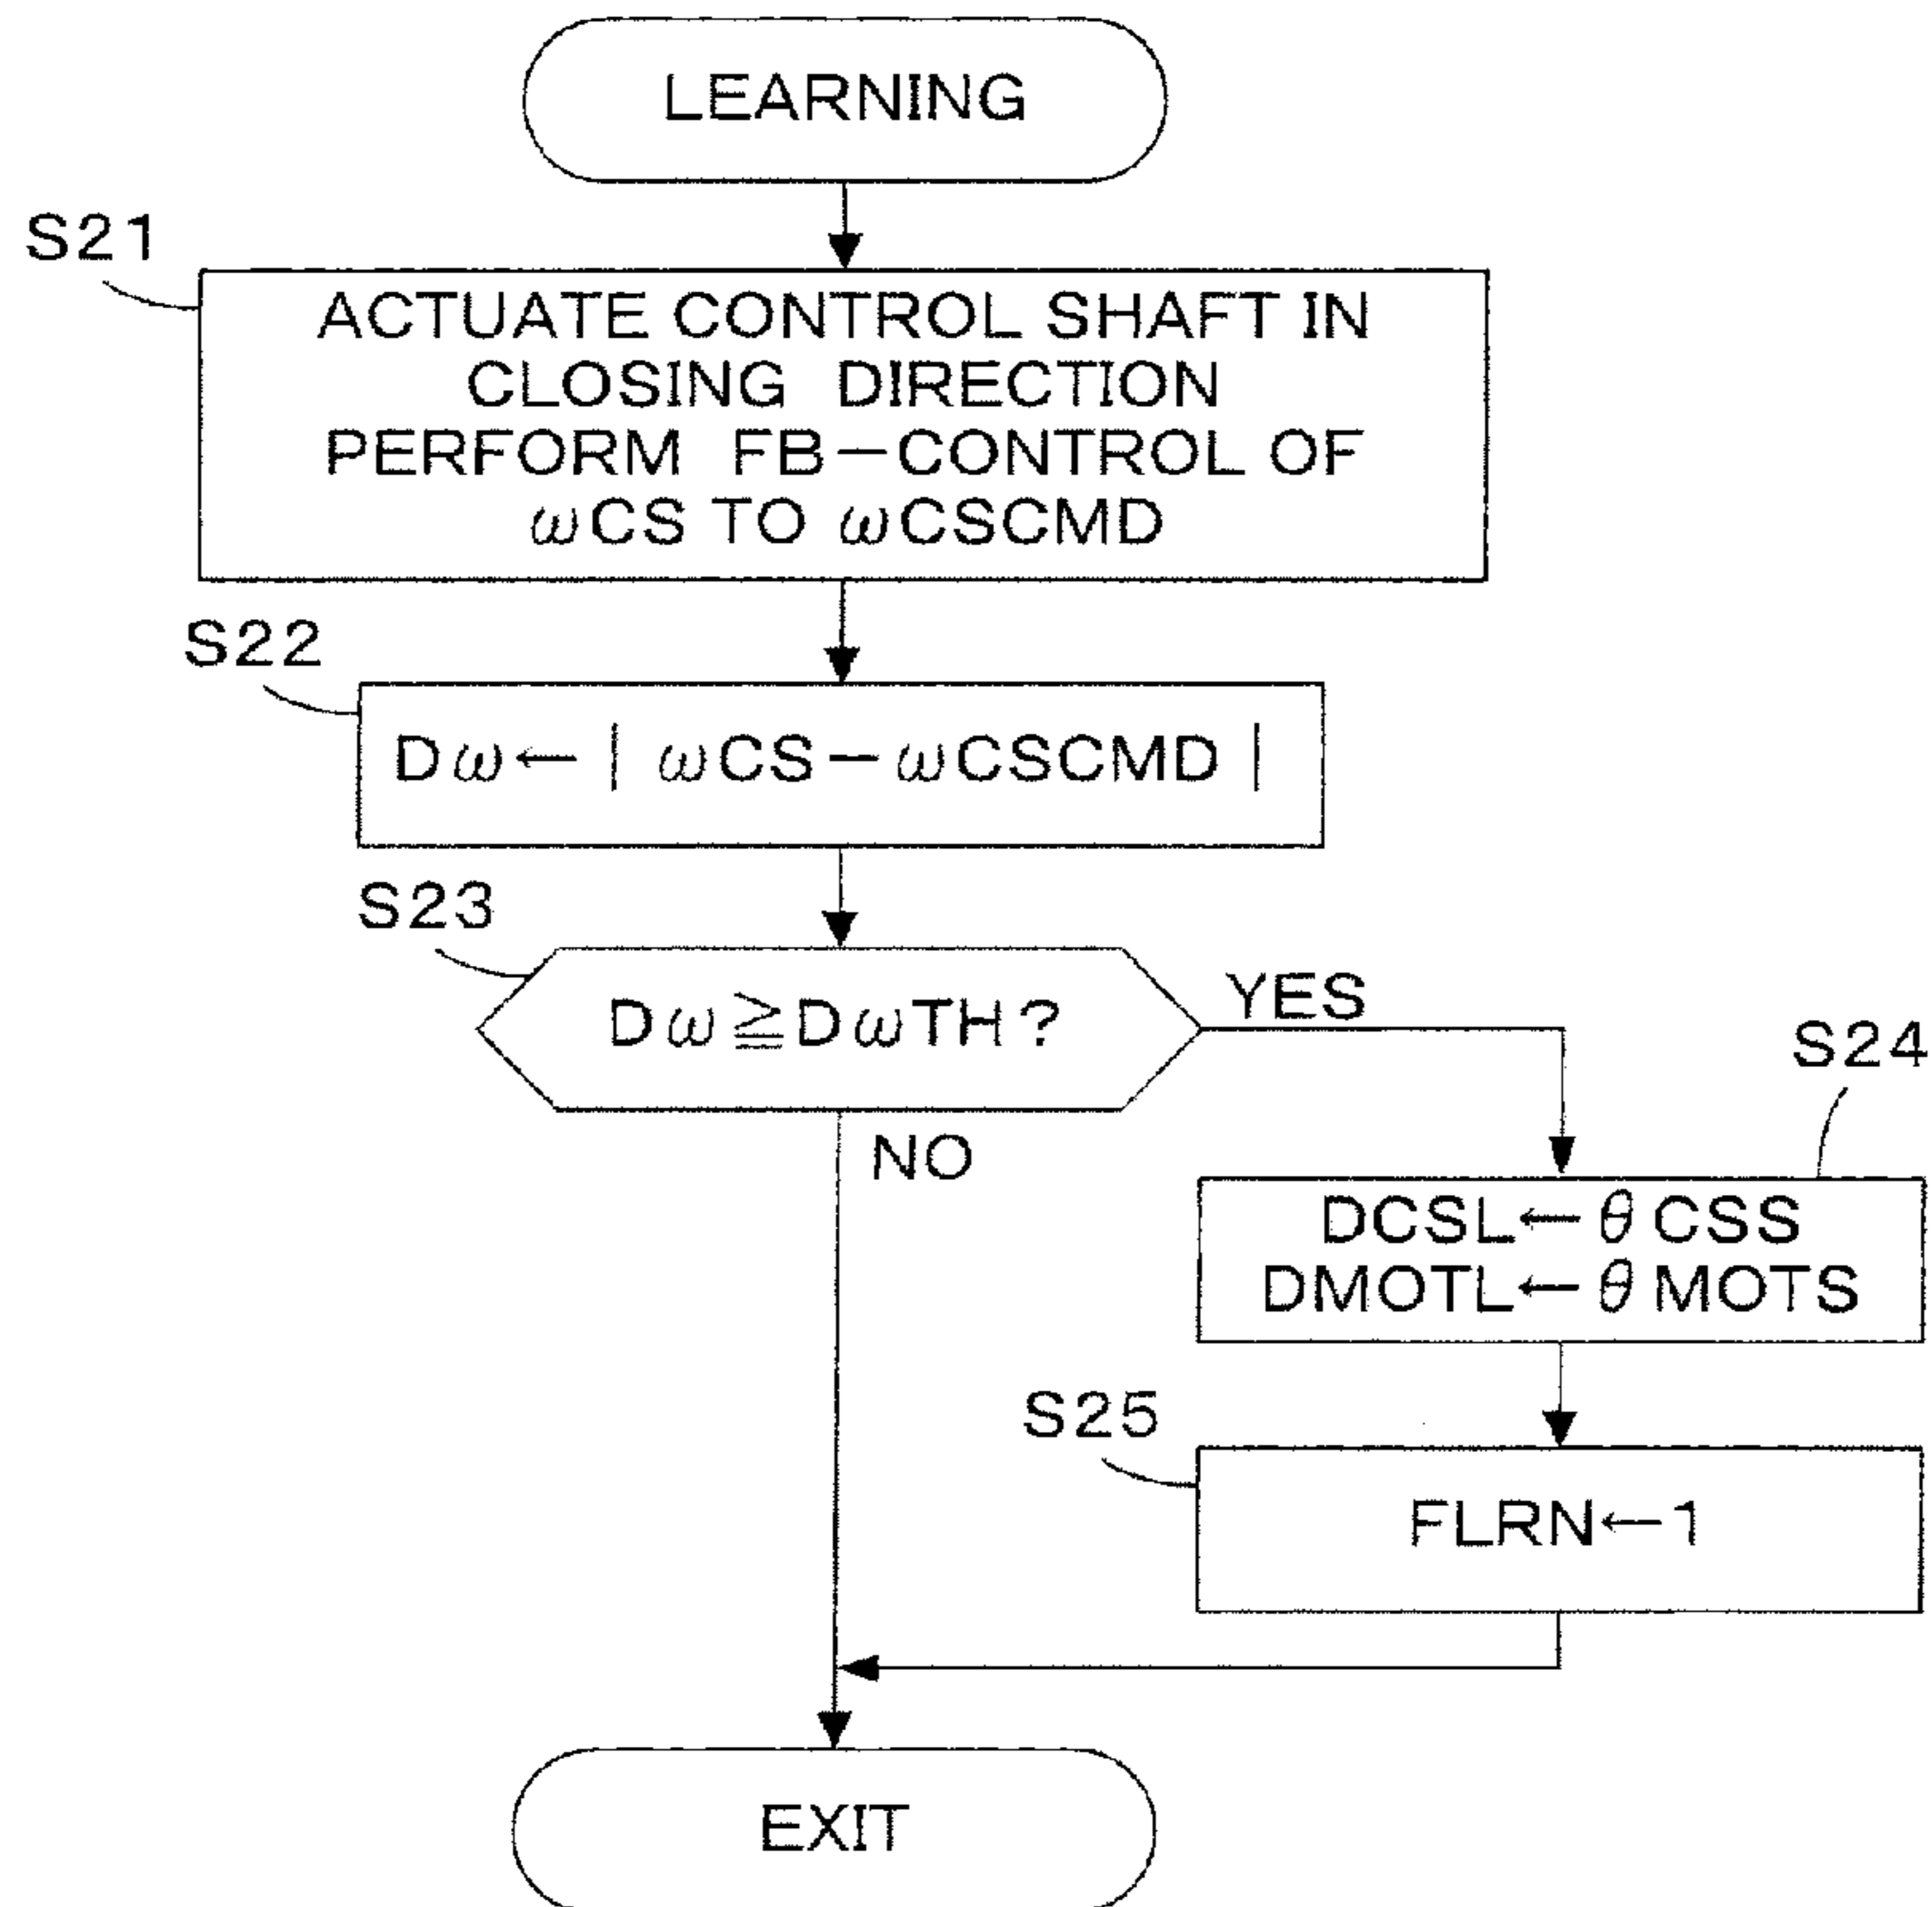 LEARNING
S21
ACTUATE CONTROL SHAFT IN
CLOSING DIRECTION
PERFORM FB-CONTROL OF
ωCS TO ωCSCMD
S22
Dω←| ωCS-ωCSCMD |
S23
Dω≧DωTH?
YES
NO
S24
DCSL←θCSS
DMOTL←θMOTS
S25
FLRN←1
EXIT